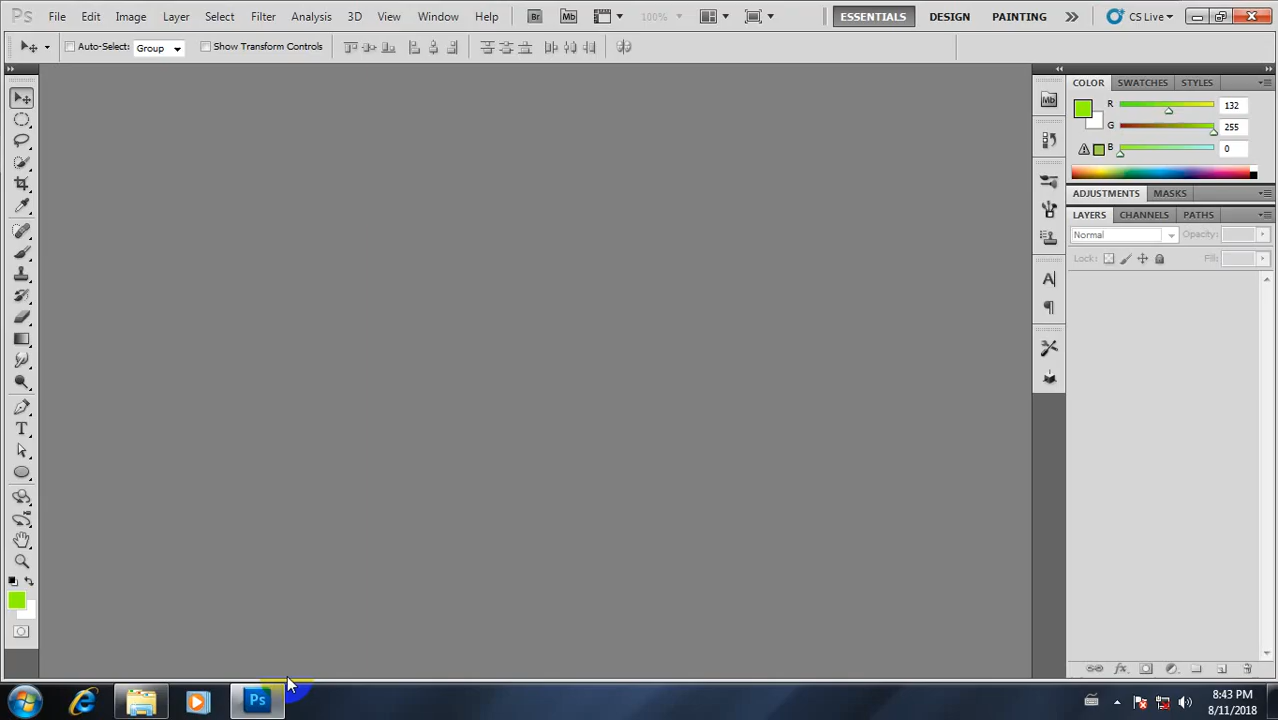 Ps File Edit Image Layer Select Filter Analysis 3D View Window Help Br Mb 100% ESSENTIALS DESIGN PAINTING CS Live
Auto-Select: Group Show Transform Controls
COLOR SWATCHES STYLES
Mb
R 132
G 255
B 0
ADJUSTMENTS MASKS
LAYERS CHANNELS PATHS
Normal Opacity:
Lock: Fill:
A
T
Ps
8:43 PM
8/11/2018